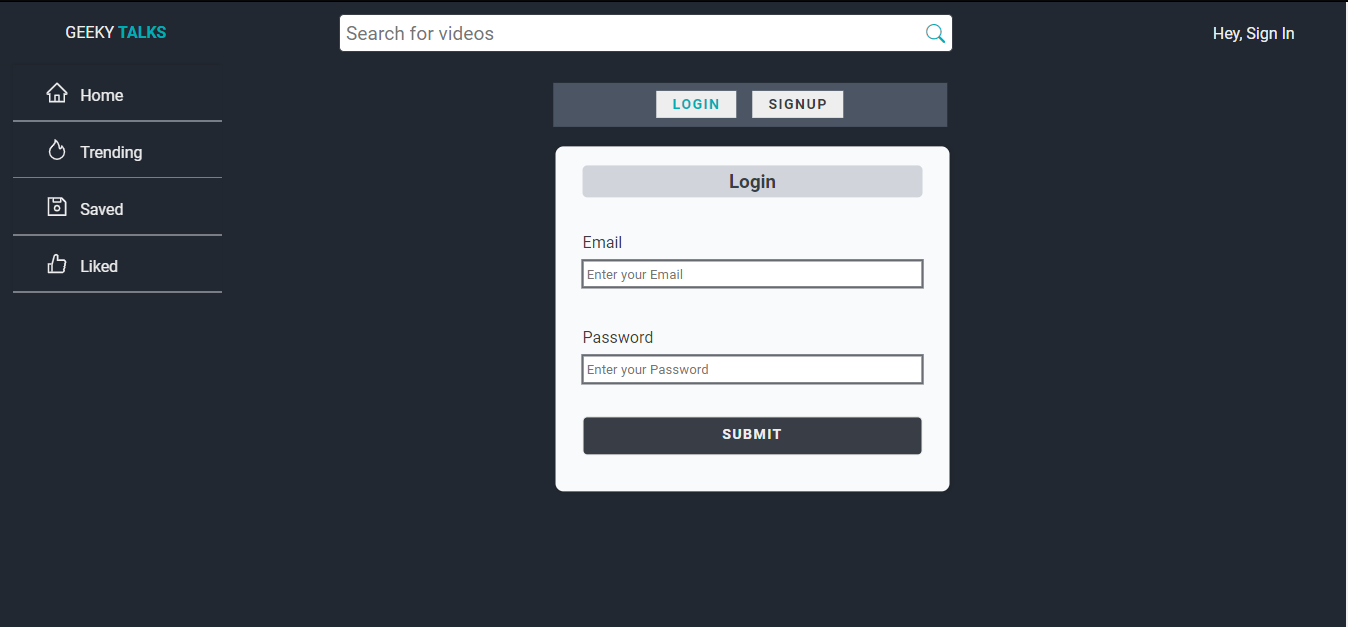 GEEKY TALKS
Search for videos
Hey, Sign In
Home
Trending
Saved
Liked
LOGIN
SIGNUP
Login
Email
Enter your Email
Password
Enter your Password
SUBMIT